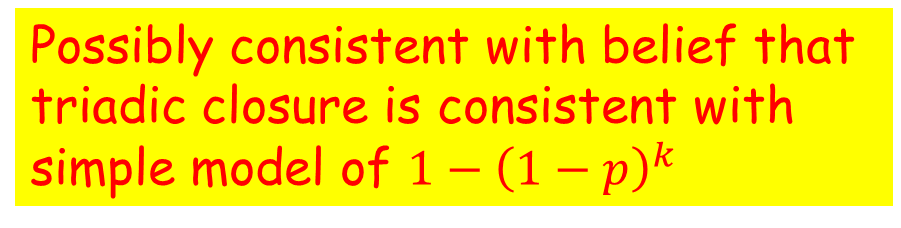 Possibly consistent with belief that
triadic closure is consistent with
simple model of 1 − (1 − p)^k